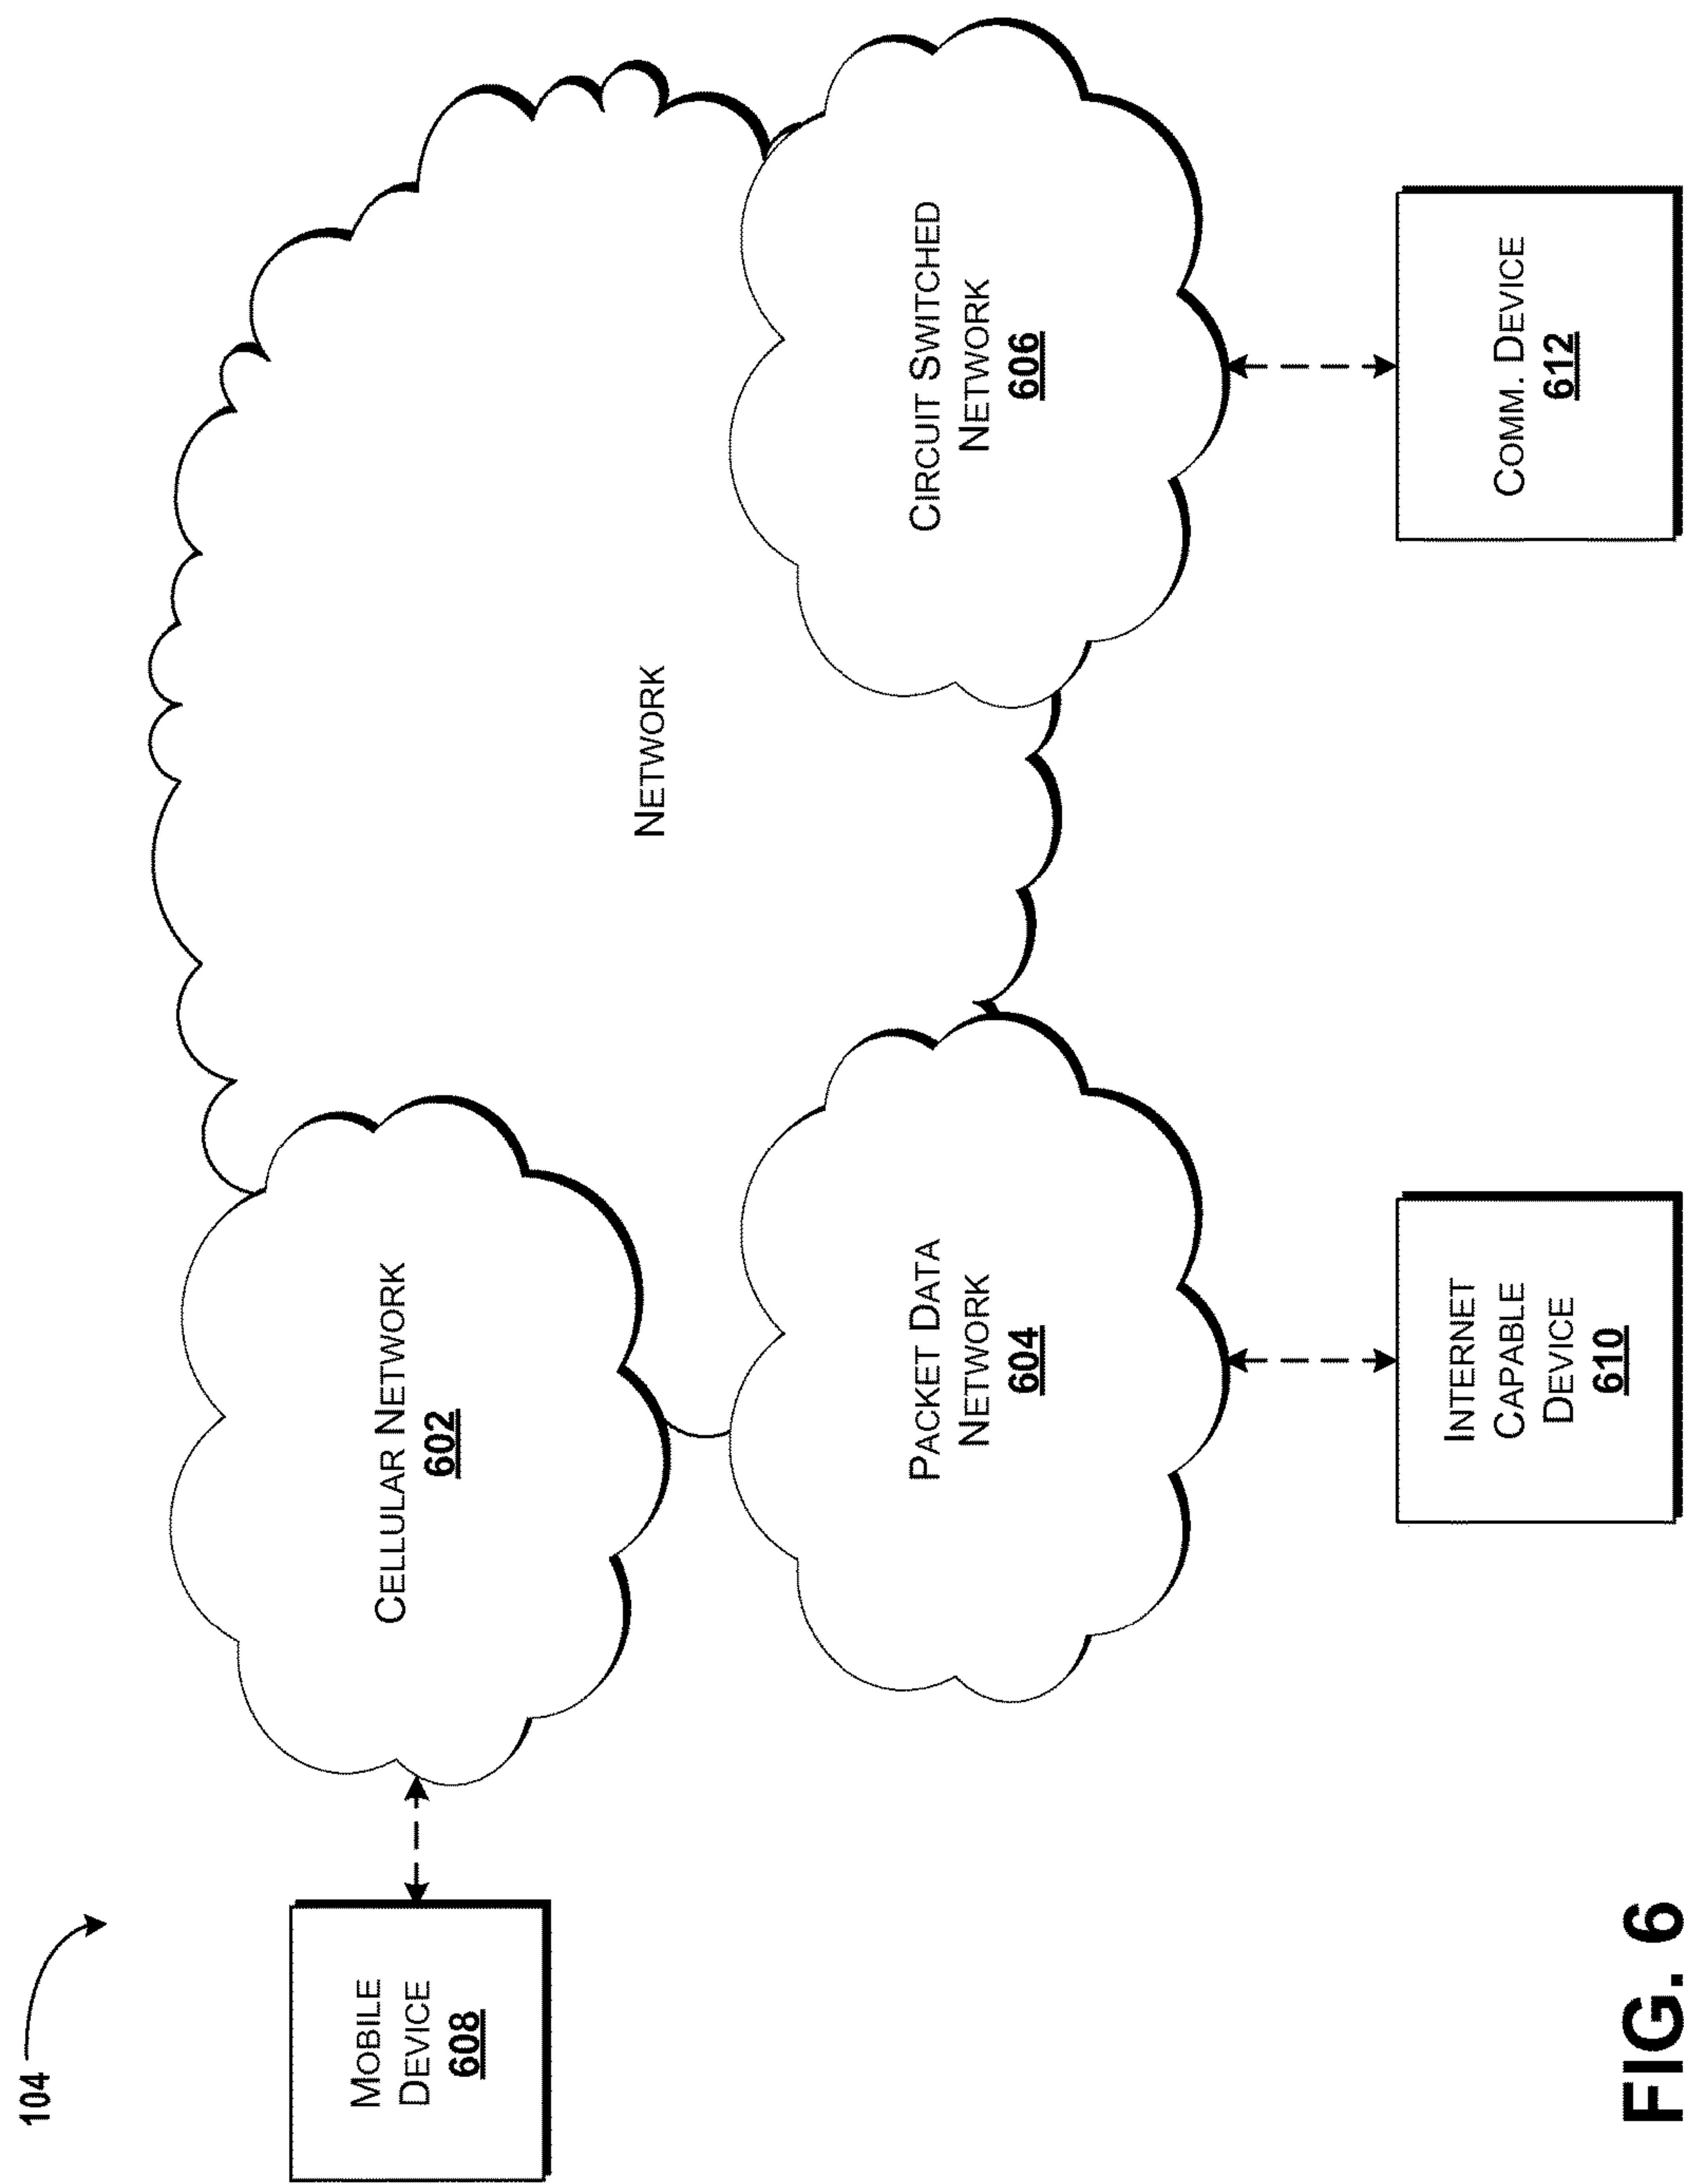 104
MOBILE
DEVICE
608
CELLULAR NETWORK
602
NETWORK
PACKET DATA
NETWORK
604
CIRCUIT SWITCHED
NETWORK
606
INTERNET
CAPABLE
DEVICE
610
COMM. DEVICE
612
FIG. 6